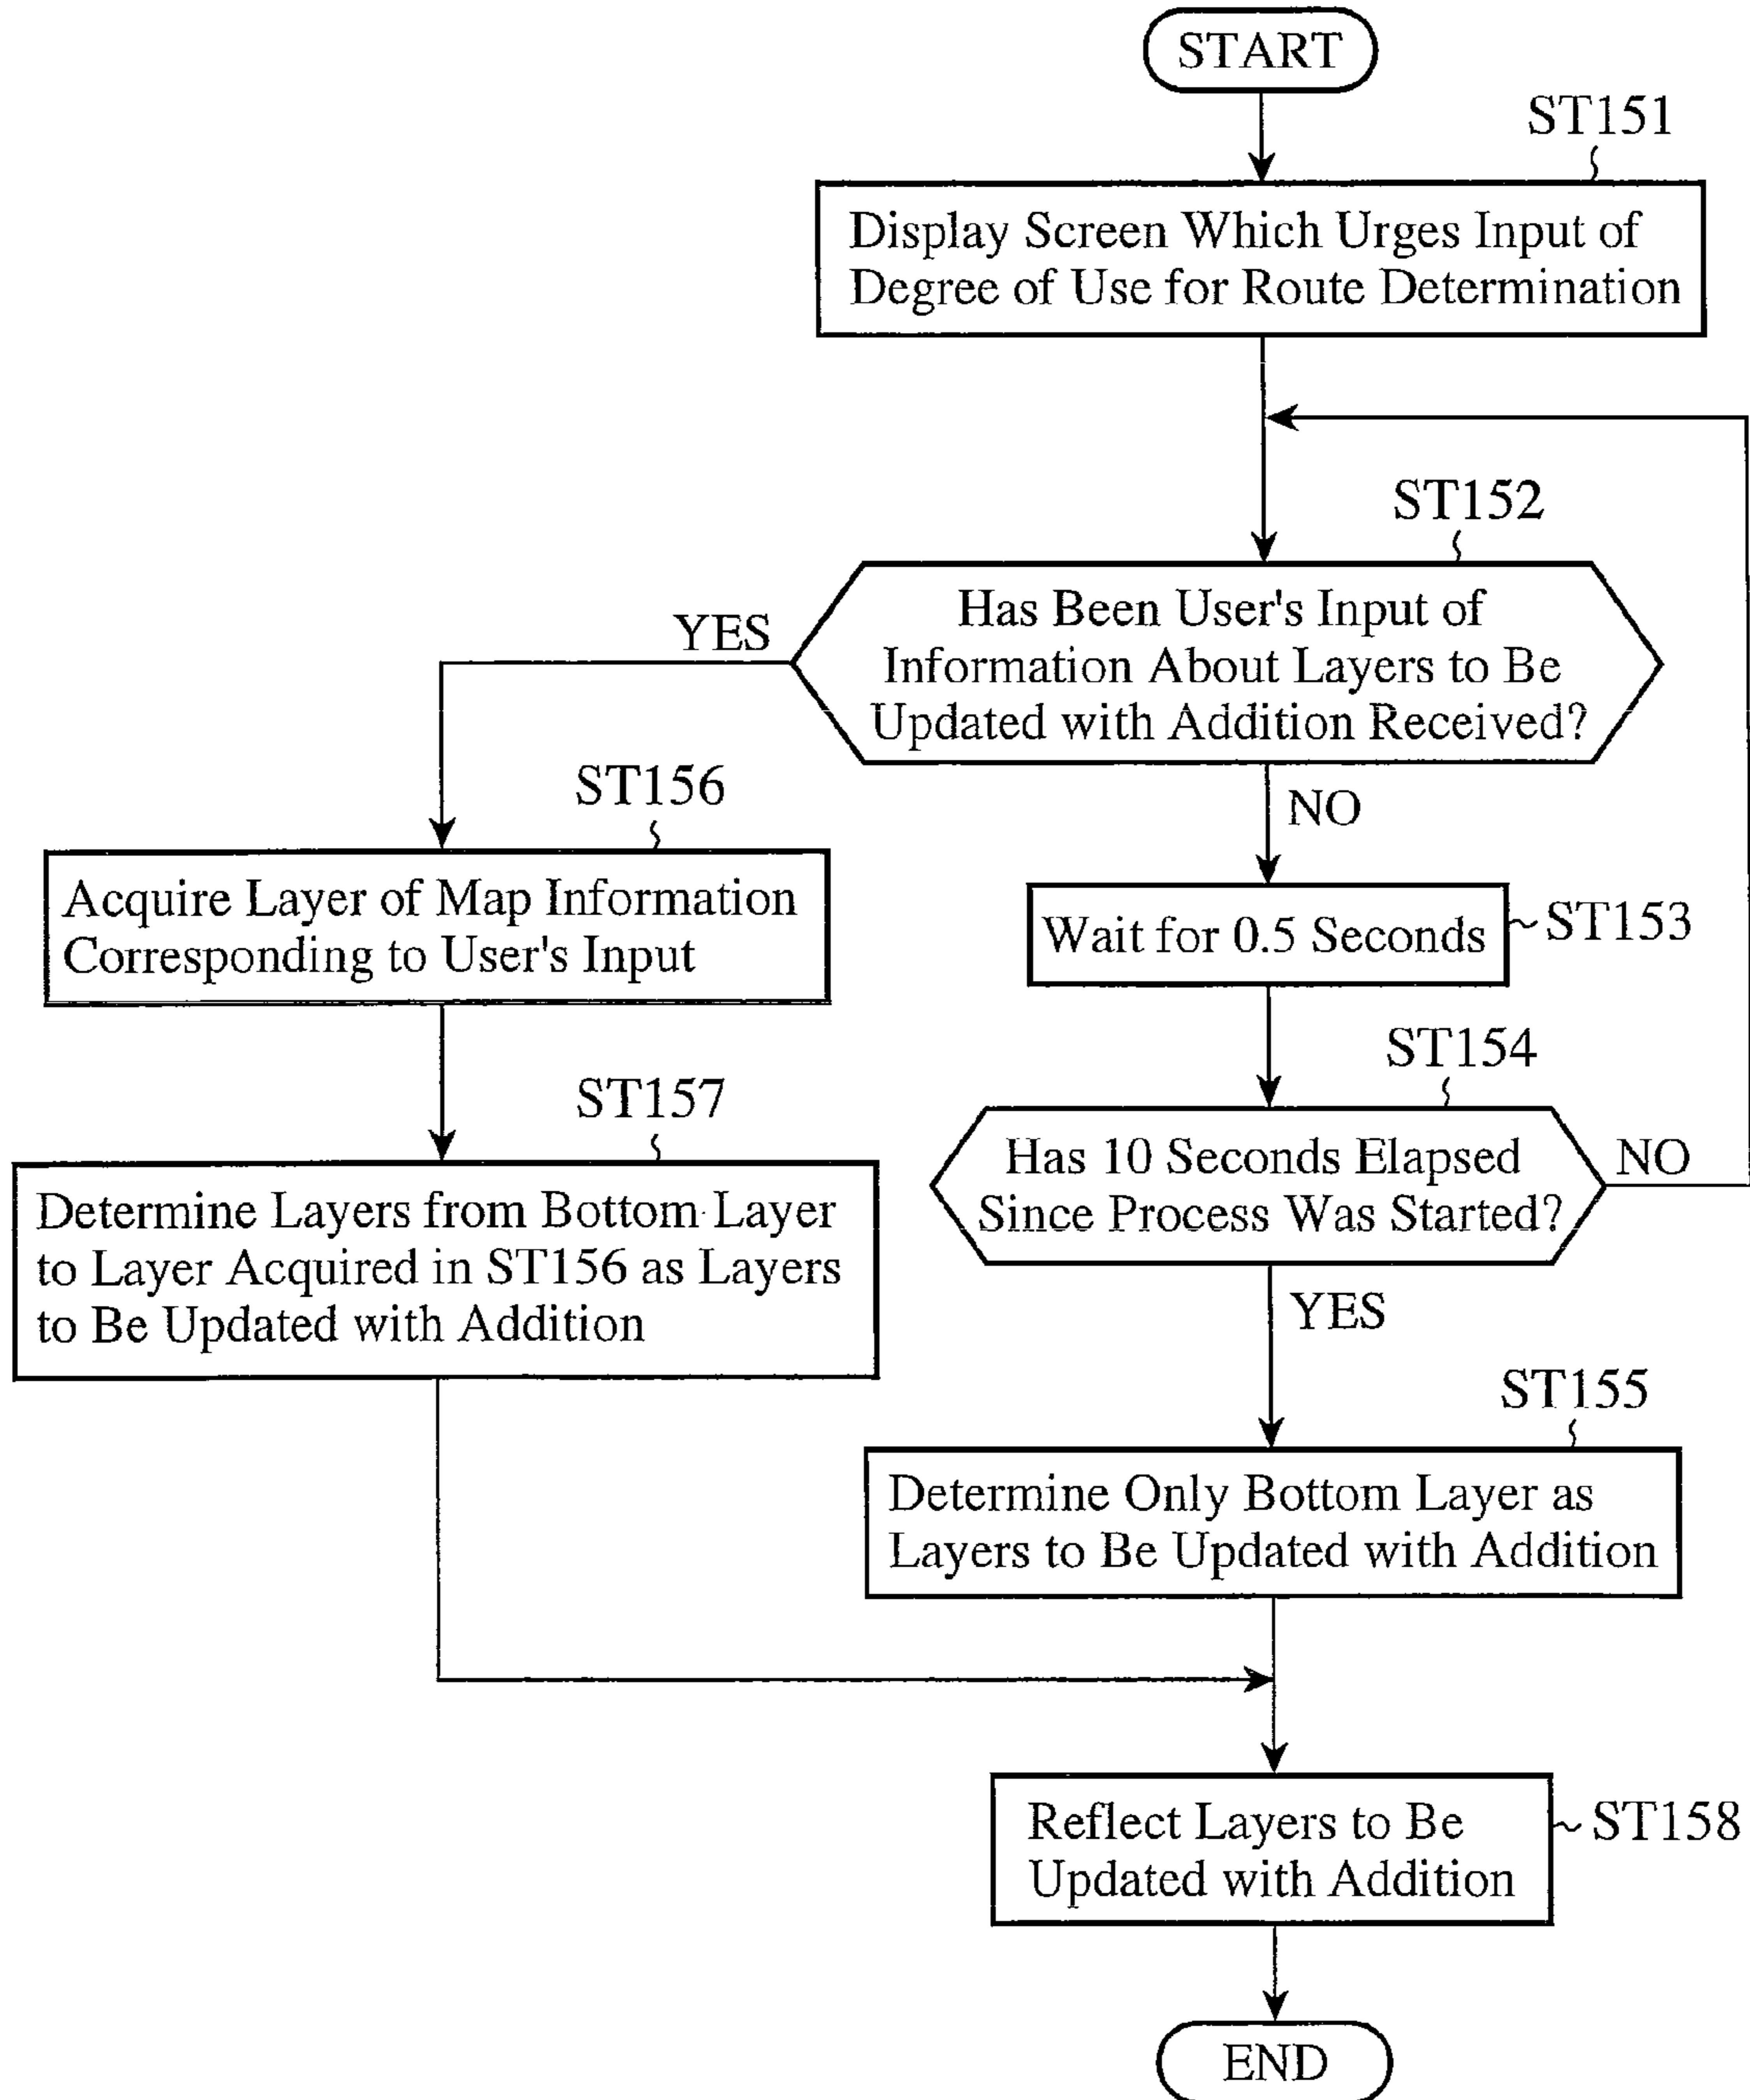 START
ST151
Display Screen Which Urges Input of
Degree of Use for Route Determination
ST152
Has Been User's Input of
Information About Layers to Be
Updated with Addition Received?
YES
NO
ST156
Acquire Layer of Map Information
Corresponding to User's Input
Wait for 0.5 Seconds
ST153
ST154
Has 10 Seconds Elapsed
Since Process Was Started?
NO
YES
ST157
Determine Layers from Bottom Layer
to Layer Acquired in ST156 as Layers
to Be Updated with Addition
ST155
Determine Only Bottom Layer as
Layers to Be Updated with Addition
Reflect Layers to Be
Updated with Addition
ST158
END